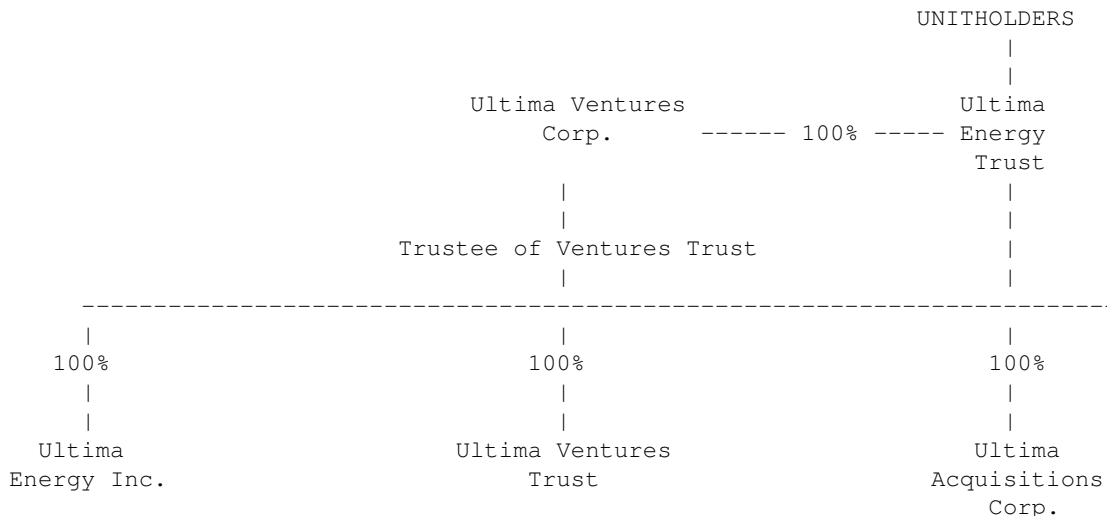 UNITHOLDERS
Ultima Ventures Ultima
Corp. ------ 100% ----- Energy
Trust
Trustee of Ventures Trust
100% 100% 100%
Ultima Ultima Ventures Ultima
Energy Inc. Trust Acquisitions
Corp.